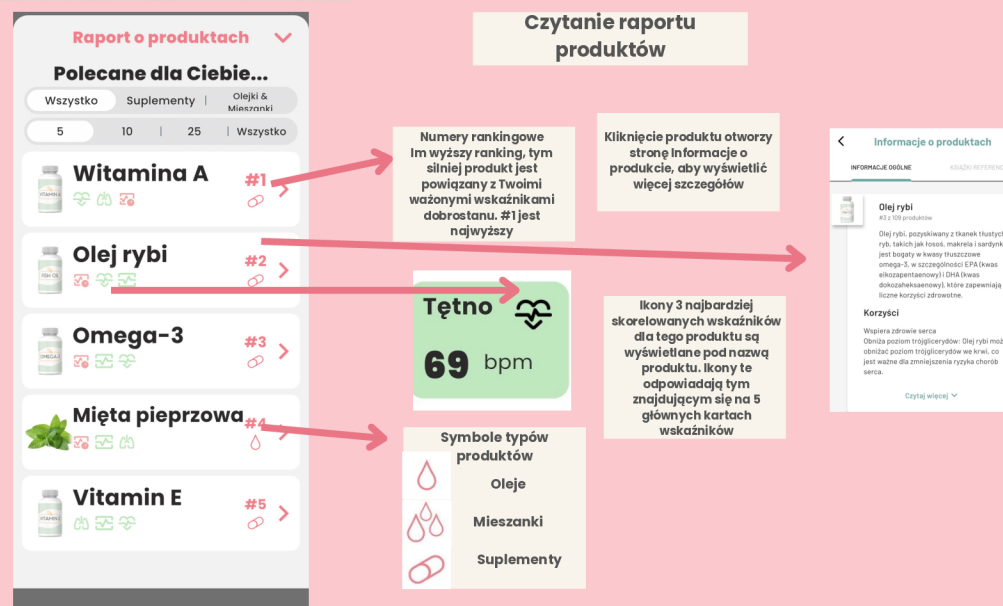 Raport o produktach
Polecane dla Ciebie...
Wszystko Suplementy | Olejki & Mieszanki
5 10 | 25 | Wszystko
Witamina A
#1
Olej rybi
#2
FISH OIL
Omega-3
#3
Mięta pieprzowa
#4
Vitamin E
#5
Czytanie raportu
produktów
Numery rankingowe
Im wyższy ranking, tym
silniej produkt jest
powiązany z Twoimi
ważonymi wskaźnikami
dobrostanu. #1 jest
najwyższy
Kliknięcie produktu otworzy
stronę Informacje o
produkcie, aby wyświetlić
więcej szczegółów
Tętno
69 bpm
Ikony 3 najbardziej
skorelowanych wskaźników
dla tego produktu są
wyświetlane pod nazwą
produktu. Ikony te
odpowiadają tym
znajdującym się na 5
głównych kartach
wskaźników
Symbole typów
produktów
Oleje
Mieszanki
Suplementy
Informacje o produktach
INFORMACJE OGÓLNE KSIĄŻKI REFERENC
Olej rybi
#3 z 109 produktów
Olej rybi, pozyskiwany z tkanek tłustych
ryb, takich jak łosoś, makrela i sardynk
jest bogaty w kwasy tłuszczowe
omega-3, w szczególności EPA (kwas
eikozapentaenowy) i DHA (kwas
dokozaheksaenowy), które zapewniają
liczne korzyści zdrowotne.
Korzyści
Wspiera zdrowie serca
Obniża poziom trójglicerydów: Olej rybi moż
obniżać poziom trójglicerydów we krwi, co
jest ważne dla zmniejszenia ryzyka chorób
serca.
Czytaj więcej